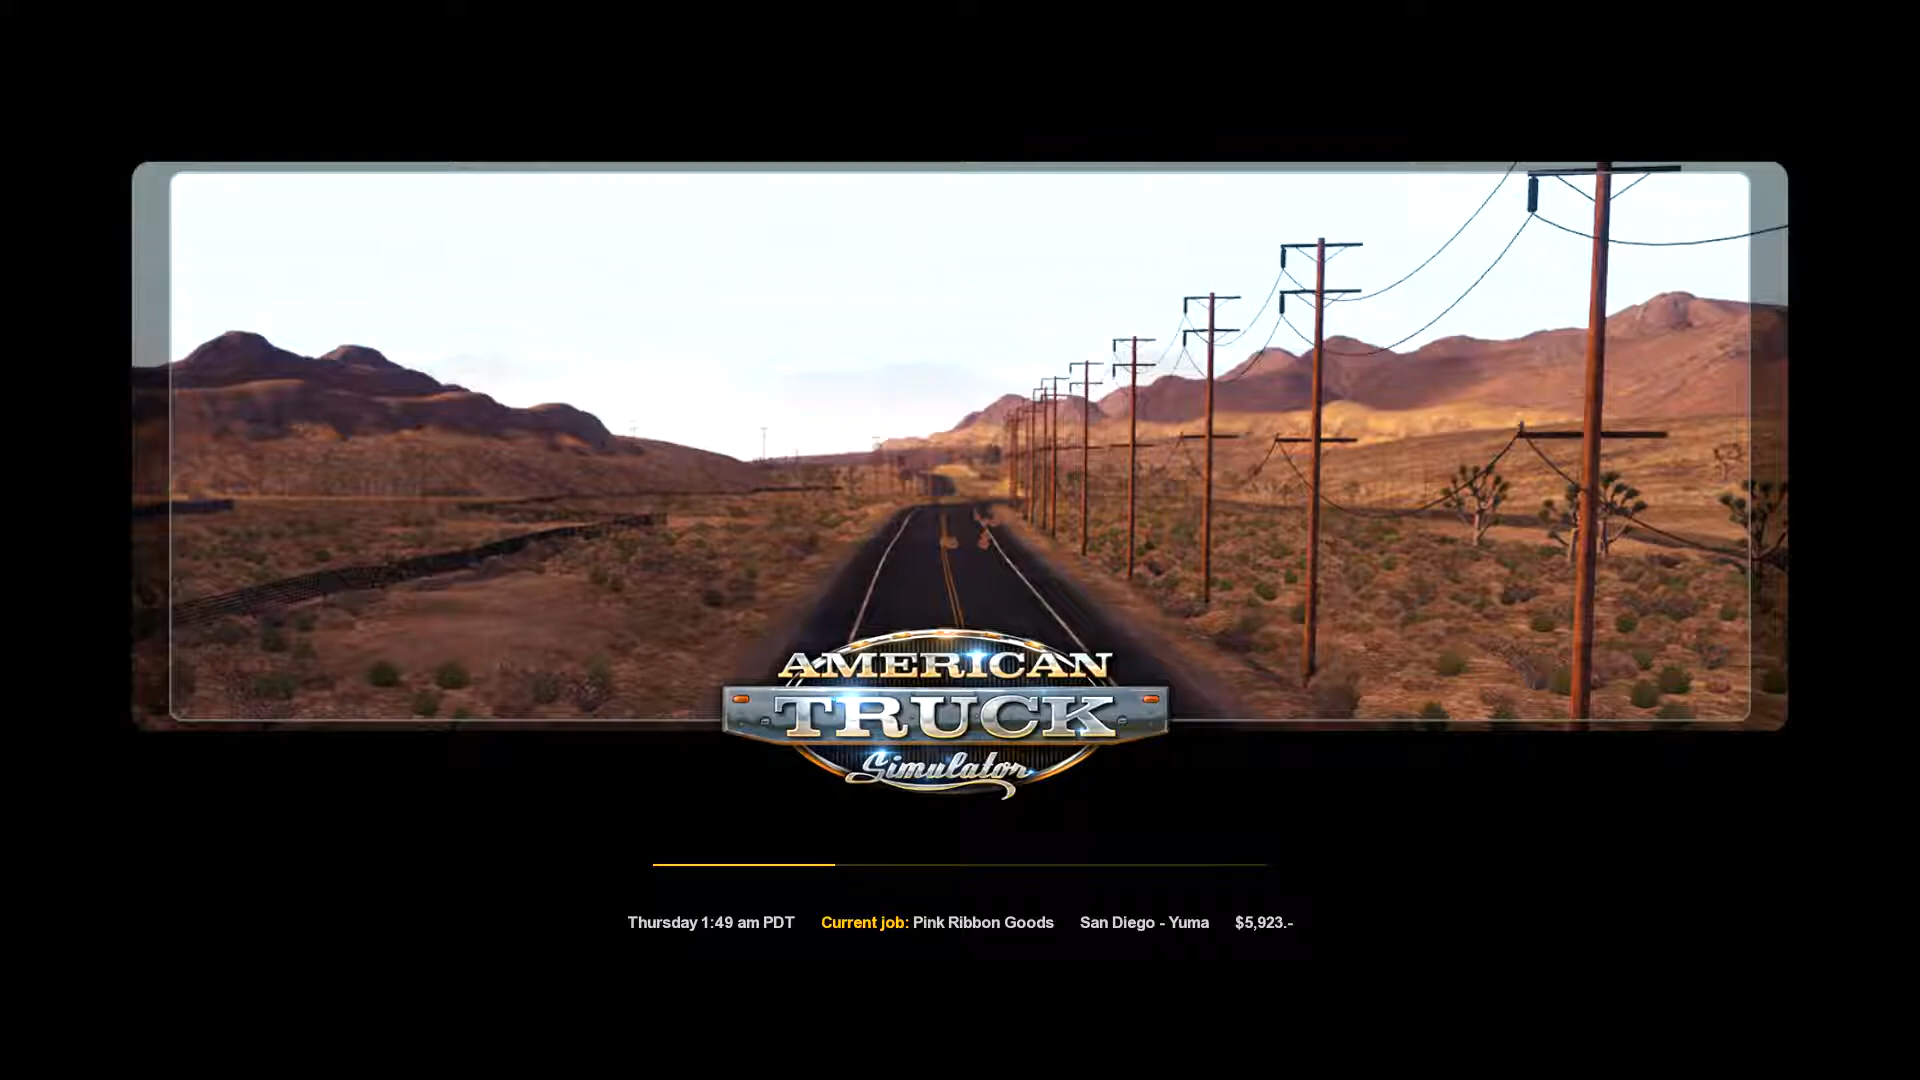 AMERICAN
TRUCK
Simulator
Thursday 1:49 am PDT Current job: Pink Ribbon Goods San Diego - Yuma $5,923.-